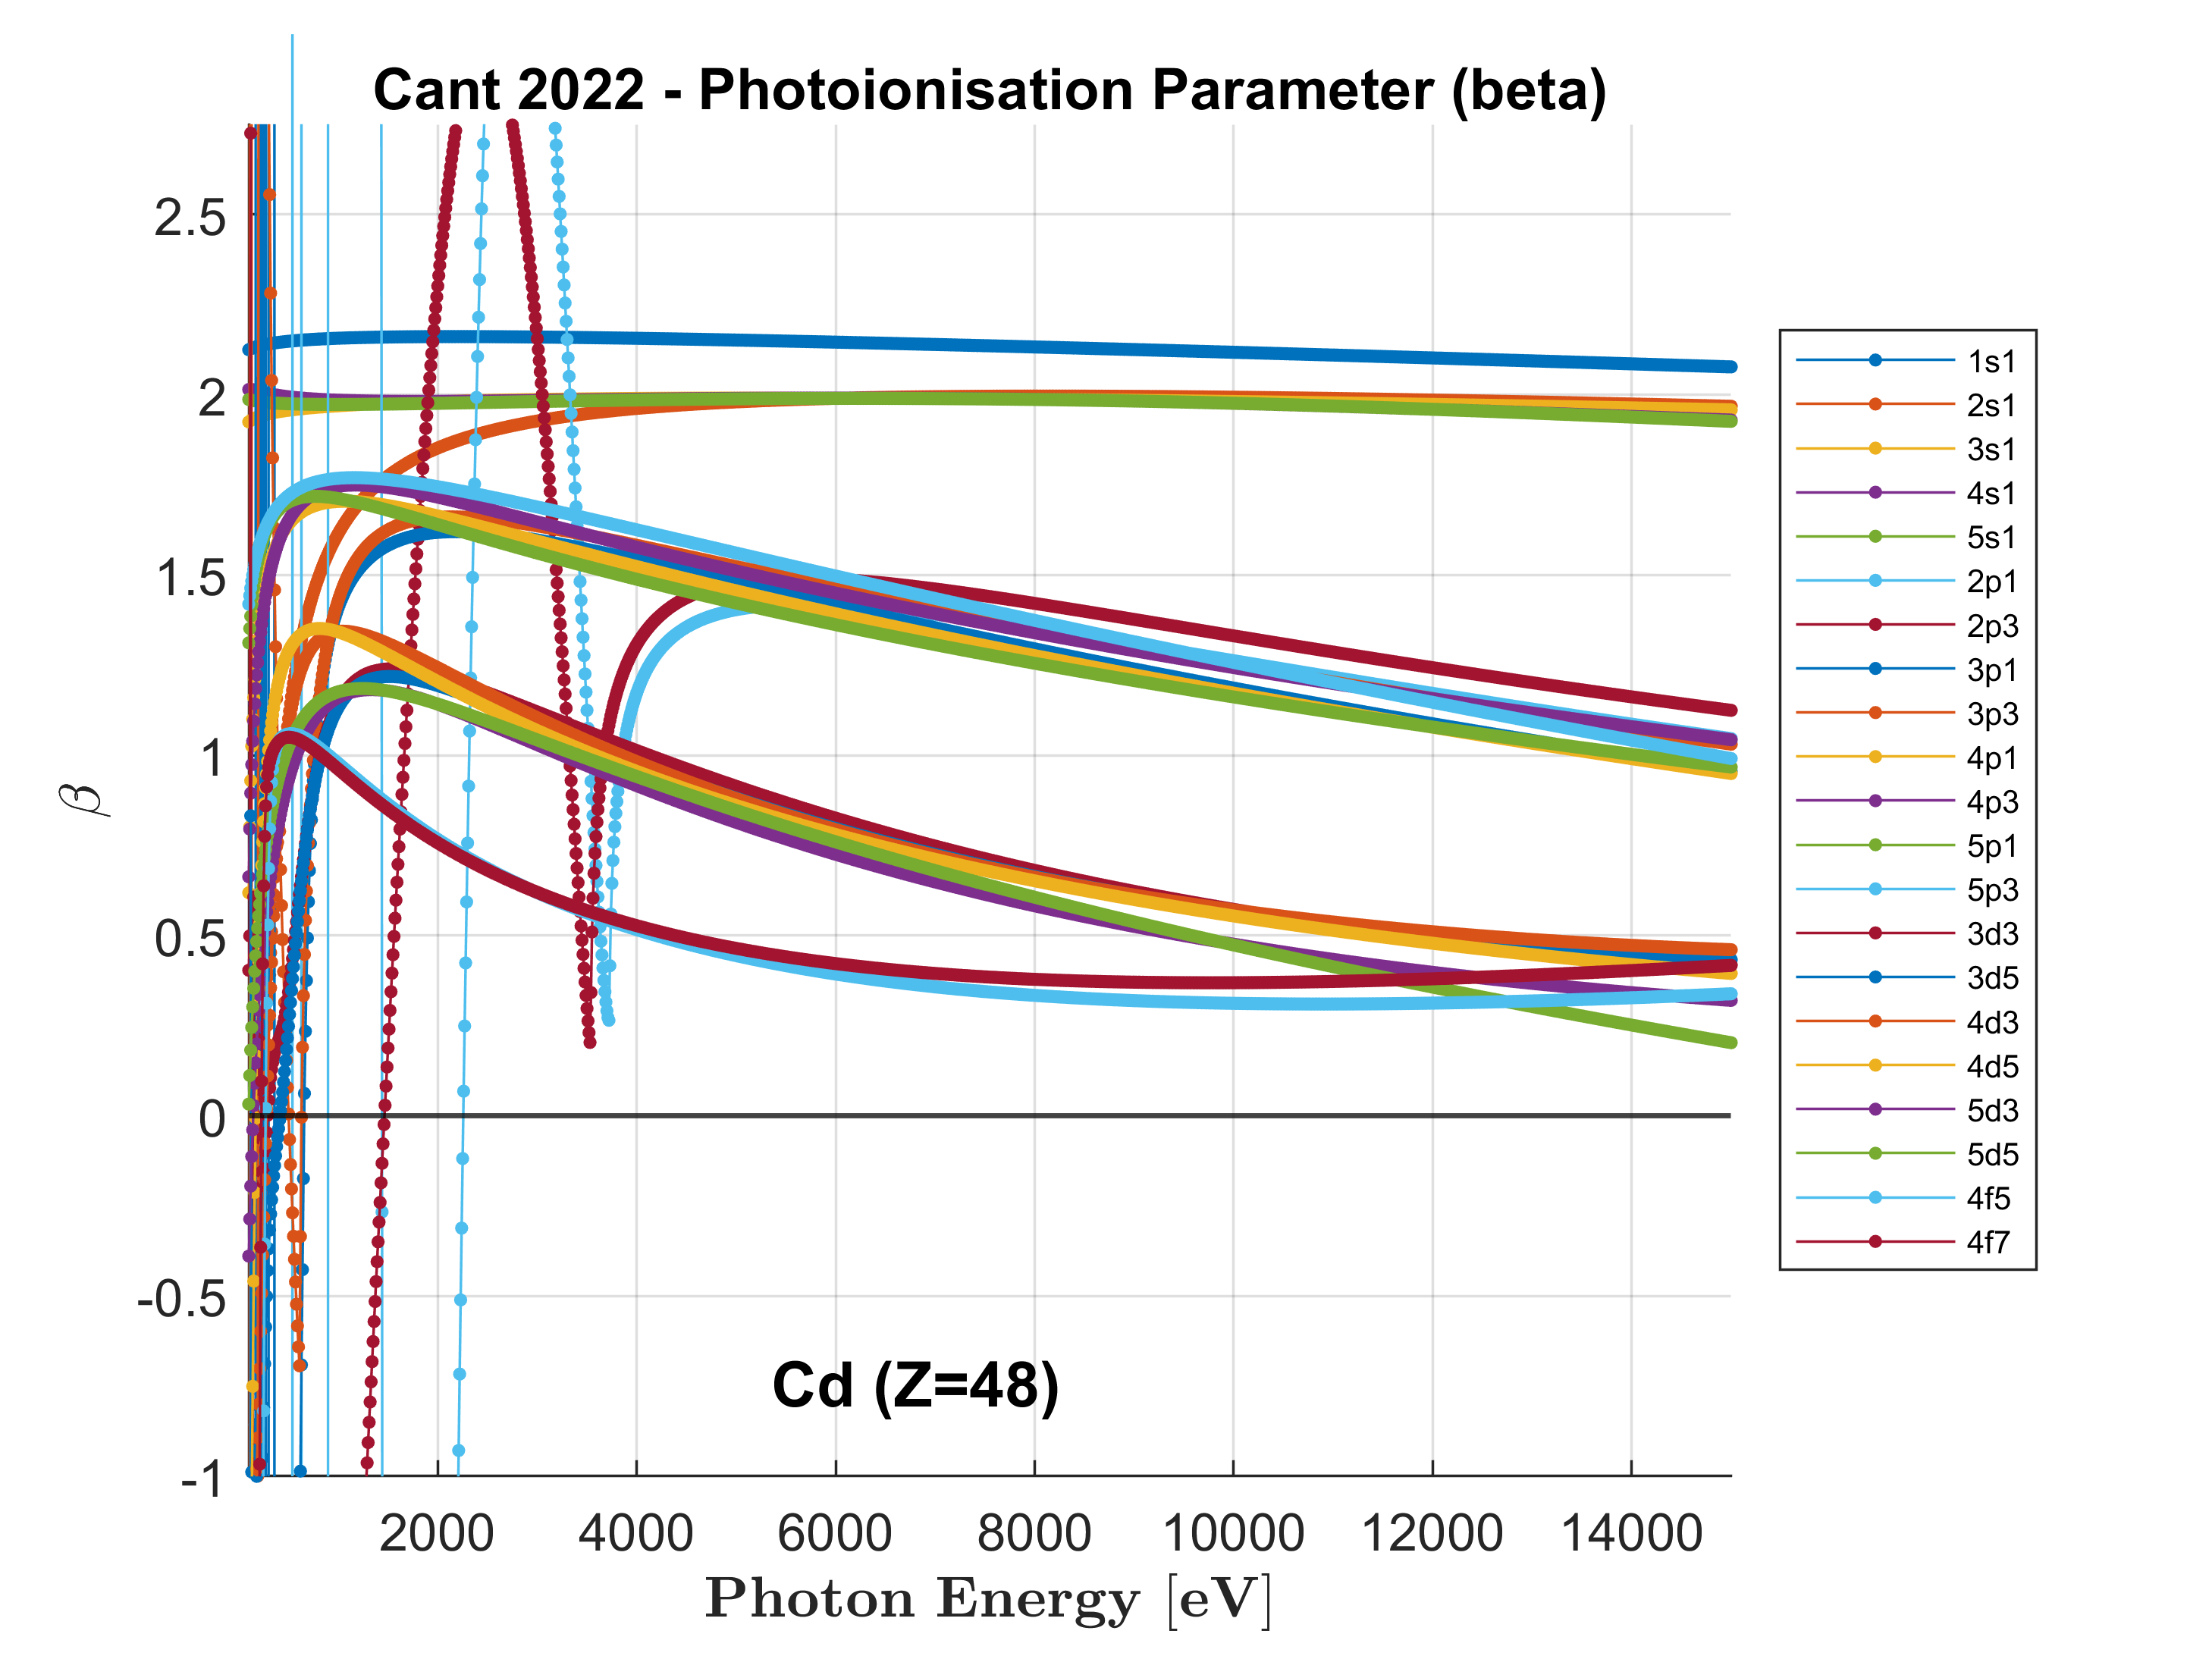 Cant 2022 - Photoionisation Parameter (beta)
2.5
2
1.5
1
0.5
0
-0.5
-1
β
2000 4000 6000 8000 10000 12000 14000
Photon Energy [eV]
Cd (Z=48)
1s1
2s1
3s1
4s1
5s1
2p1
2p3
3p1
3p3
4p1
4p3
5p1
5p3
3d3
3d5
4d3
4d5
5d3
5d5
4f5
4f7